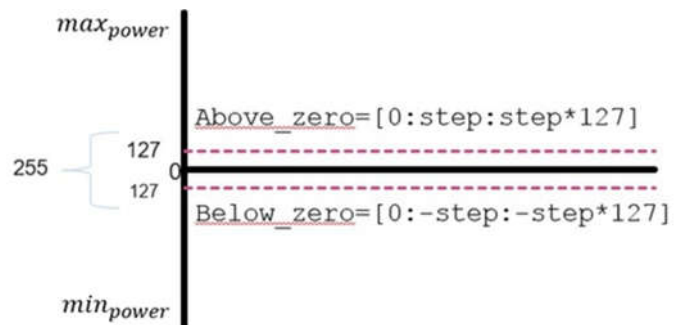 max_power
Above_zero=[0:step:step*127]
127
255
0
127
Below_zero=[0:-step:-step*127]
min_power